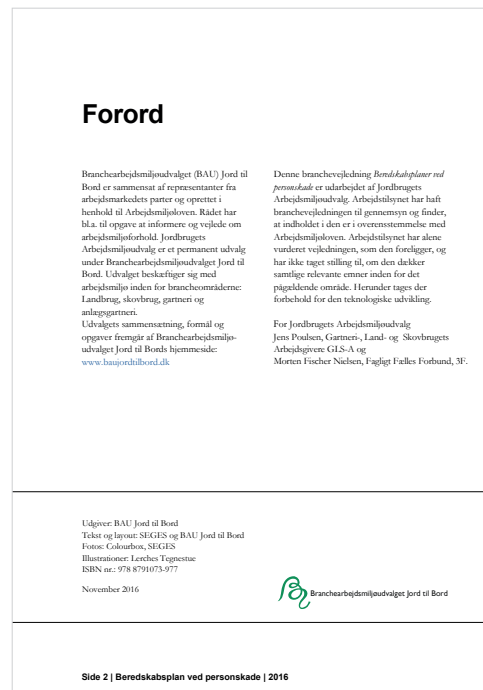 Forord
Branchearbejdsmiljøudvalget (BAU) Jord til
Bord er sammensat af repræsentanter fra
arbejdsmarkedets parter og oprettet i
henhold til Arbejdsmiljøloven. Rådet har
bl.a. til opgave at informere og vejlede om
arbejdsmiljøforhold. Jordbrugets
Arbejdsmiljøudvalg er et permanent udvalg
under Branchearbejdsmiljøudvalget Jord til
Bord. Udvalget beskæftiger sig med
arbejdsmiljø inden for brancheområderne:
Landbrug, skovbrug, gartneri og
anlægsgartneri.
Udvalgets sammensætning, formål og
opgaver fremgår af Branchearbejdsmiljø-
udvalget Jord til Bords hjemmeside:
www.baujordtilbord.dk
Denne branchevejledning Beredskabsplaner ved
personskade er udarbejdet af Jordbrugets
Arbejdsmiljøudvalg. Arbejdstilsynet har haft
branchevejledningen til gennemsyn og finder,
at indholdet i den er i overensstemmelse med
Arbejdsmiljøloven. Arbejdstilsynet har alene
vurderet vejledningen, som den foreligger, og
har ikke taget stilling til, om den dækker
samtlige relevante emner inden for det
pågældende område. Herunder tages der
forbehold for den teknologiske udvikling.
For Jordbrugets Arbejdsmiljøudvalg
Jens Poulsen, Gartneri-, Land- og Skovbrugets
Arbejdsgivere GLS-A og
Morten Fischer Nielsen, Fagligt Fælles Forbund, 3F.
Udgiver: BAU Jord til Bord
Tekst og layout: SEGES og BAU Jord til Bord
Fotos: Colourbox, SEGES
Illustrationer: Lerches Tegnestue
ISBN nr.: 978 8791073-977
November 2016
Branchearbejdsmiljøudvalget Jord til Bord
Side 2 | Beredskabsplan ved personskade | 2016